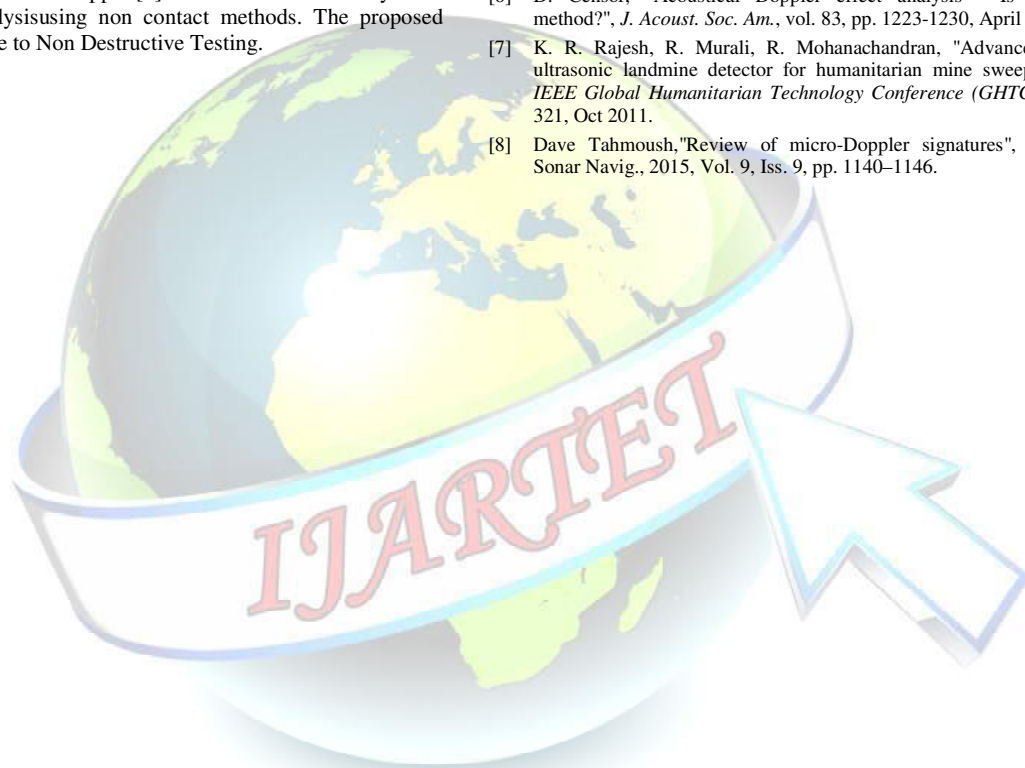 lysisusing non contact methods. The proposed
e to Non Destructive Testing.
method?", J. Acoust. Soc. Am., vol. 83, pp. 1223-1230, April
[7] K. R. Rajesh, R. Murali, R. Mohanachandran, "Advance
ultrasonic landmine detector for humanitarian mine sweep
IEEE Global Humanitarian Technology Conference (GHTC
321, Oct 2011.
[8] Dave Tahmoush,"Review of micro-Doppler signatures",
Sonar Navig., 2015, Vol. 9, Iss. 9, pp. 1140–1146.
IJARTET